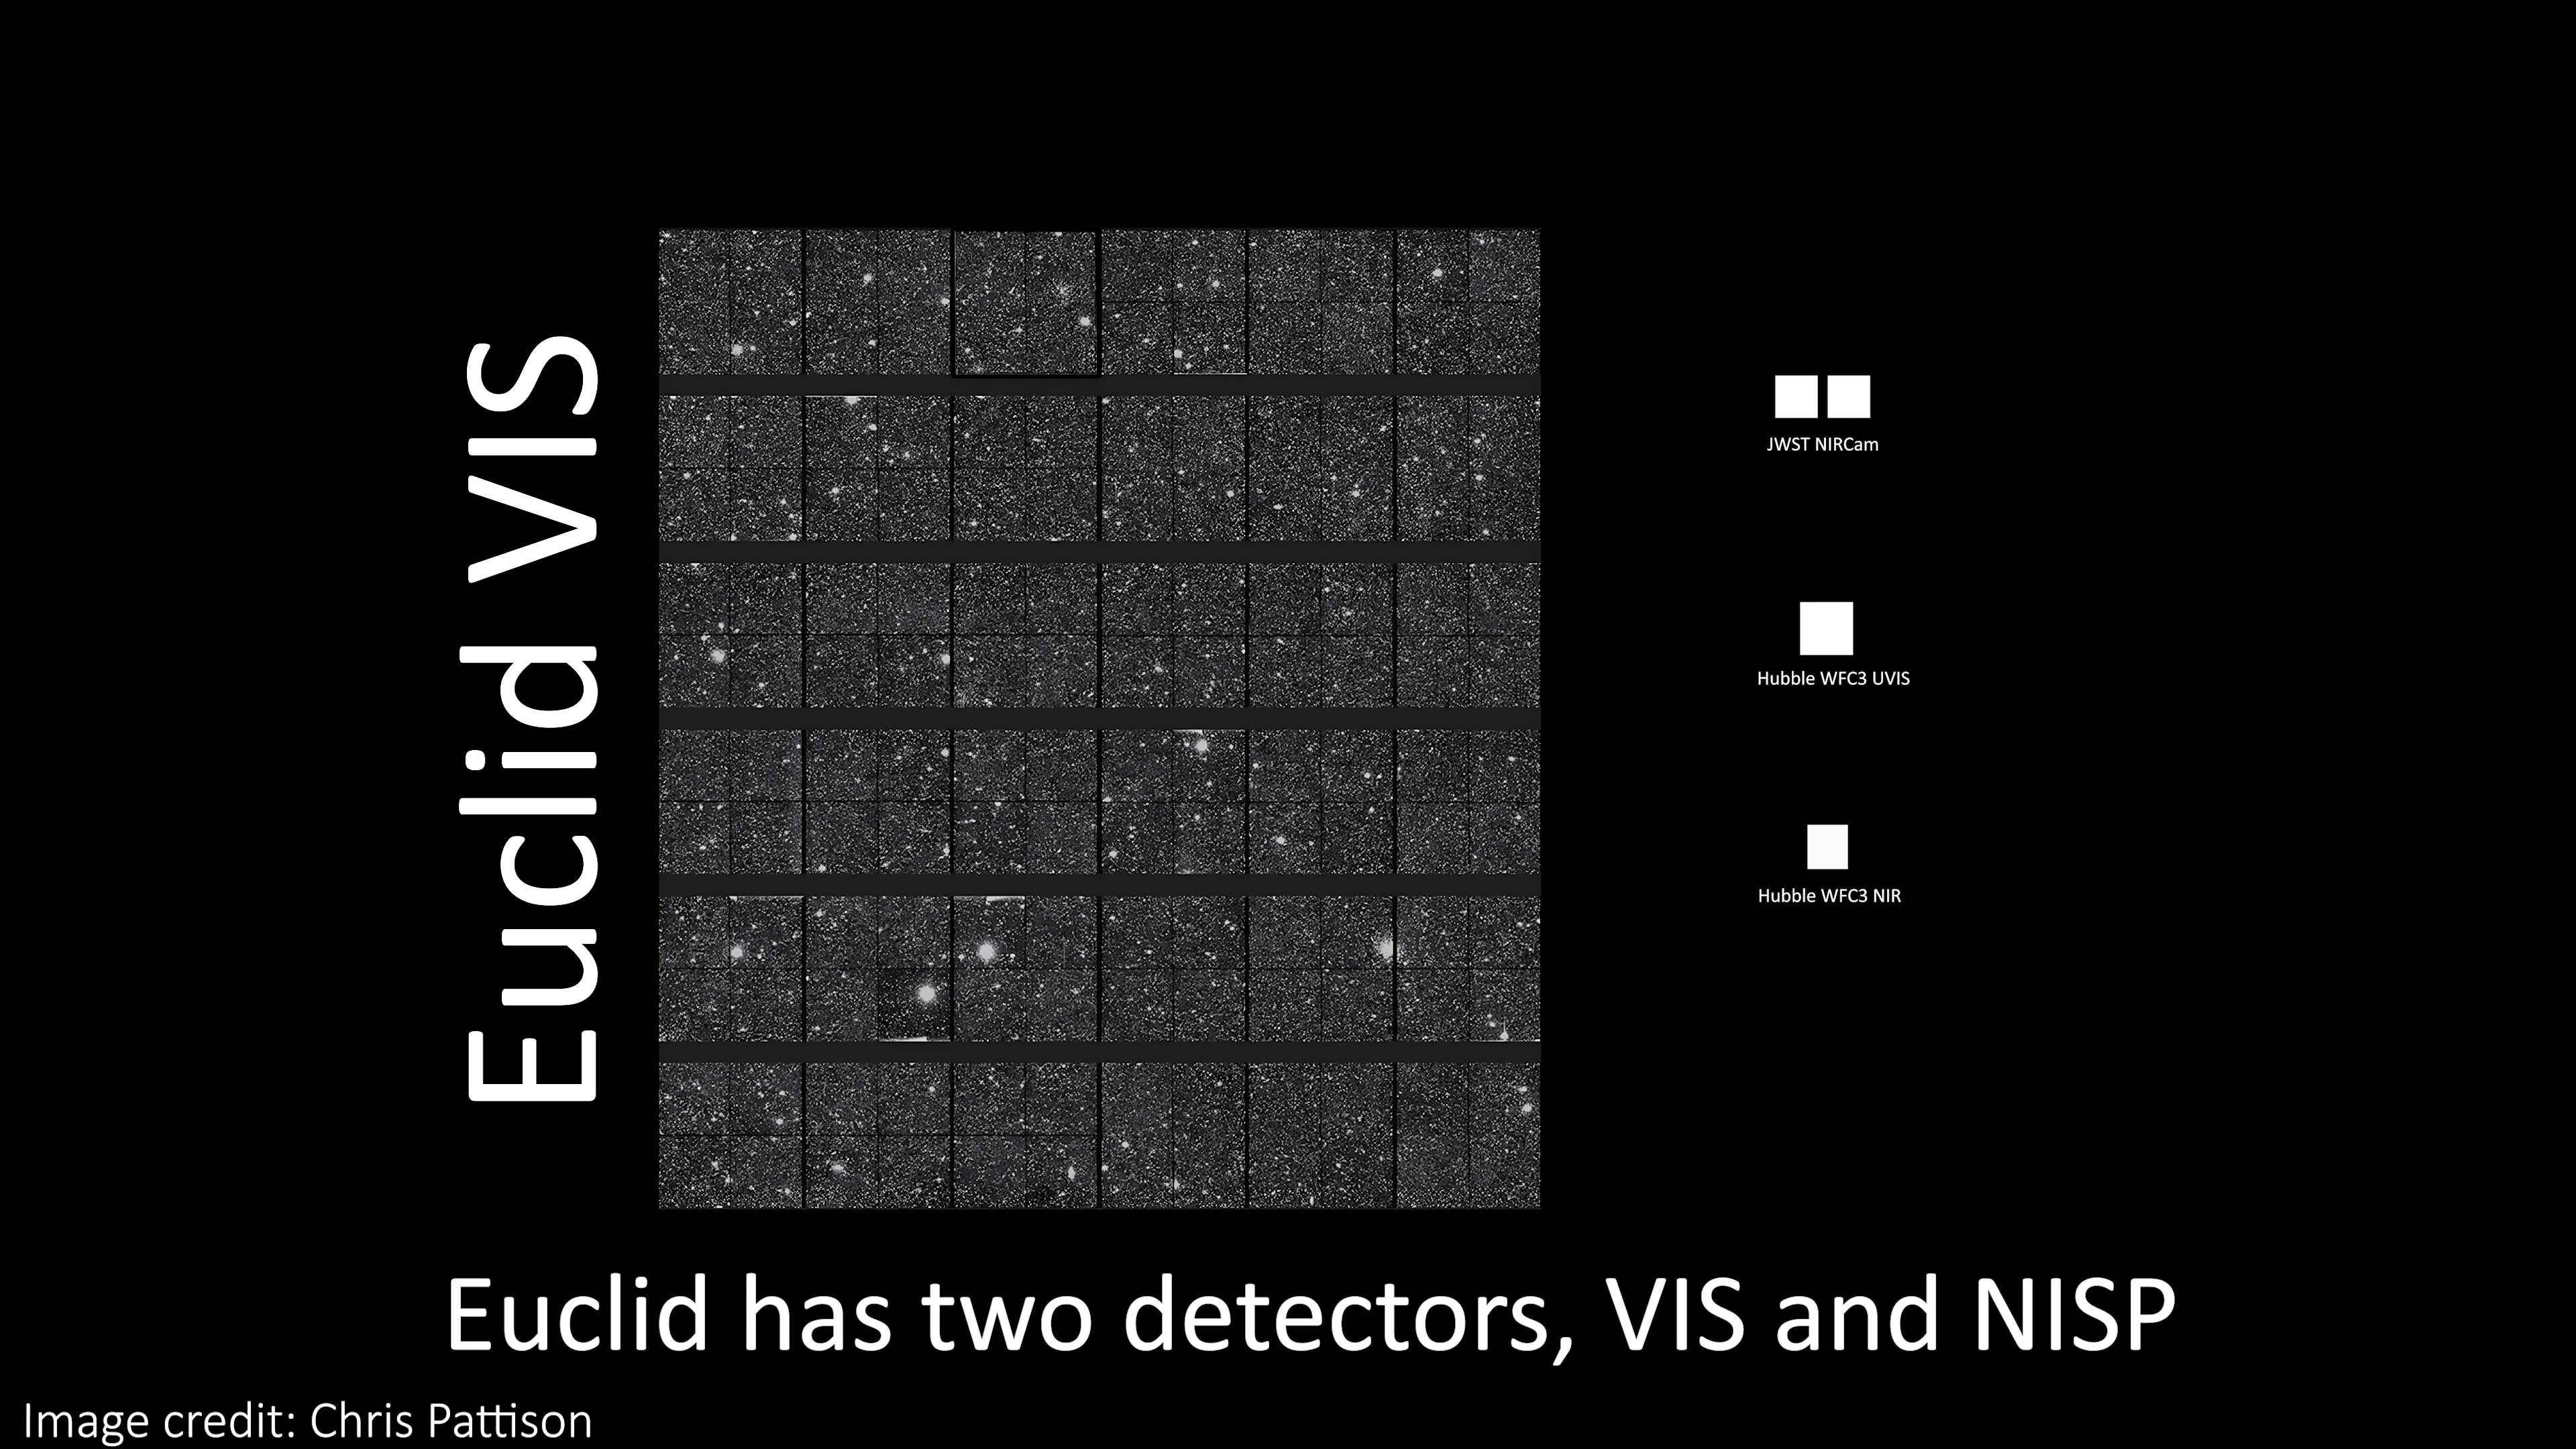 Euclid VIS
JWST NIRCam
Hubble WFC3 UVIS
Hubble WFC3 NIR
Euclid has two detectors, VIS and NISP
Image credit: Chris Pattison